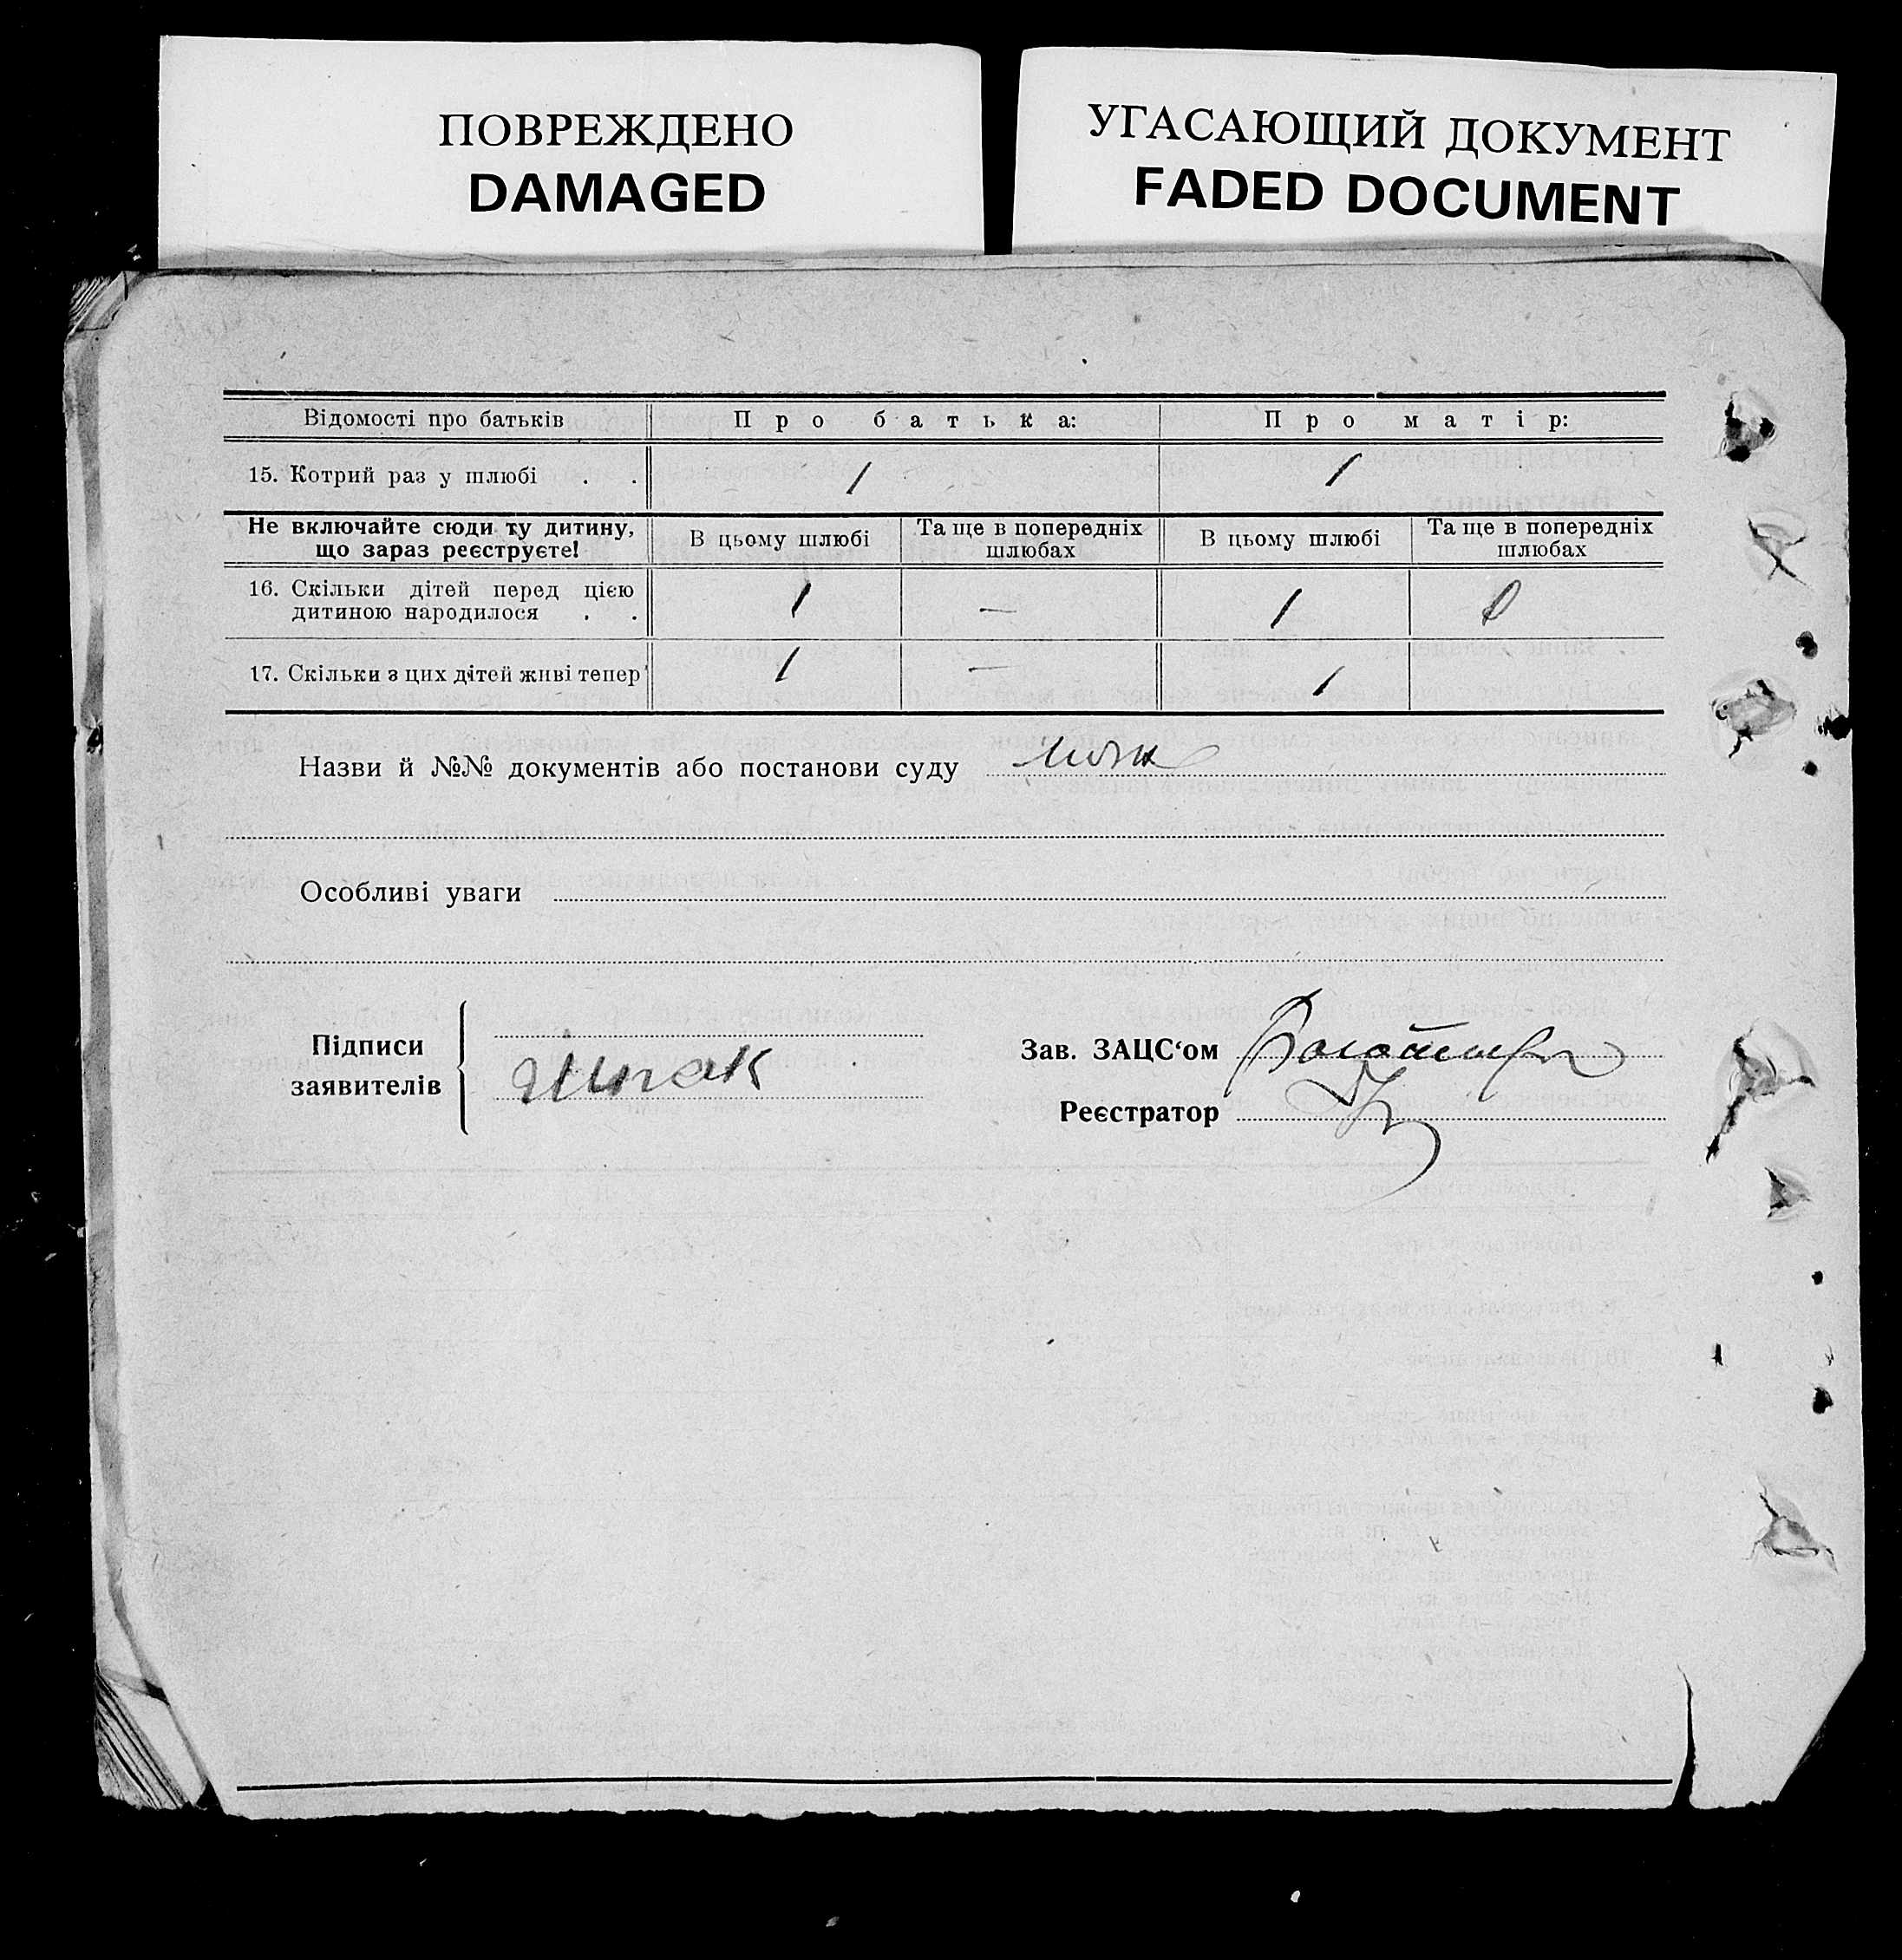 ПОВРЕЖДЕНО
DAMAGED
УГАСАЮЩИЙ ДОКУМЕНТ
FADED DOCUMENT
Відомості про батьків Про батька: Про матір:
15. Котрий раз у шлюбі . . 1 1
Не включайте сюди ту дитину, що зараз реєструєте! В цьому шлюбі Та ще в попередніх шлюбах В цьому шлюбі Та ще в попередніх шлюбах
16. Скільки дітей перед цією
дитиною народилося . . 1 — 1
17. Скільки з цих дітей живі тепер 1 — 1
Назви й №№ документів або постанови суду
Особливі уваги
Підписи
заявителів
Зав. ЗАЦС‘ом
Реєстратор